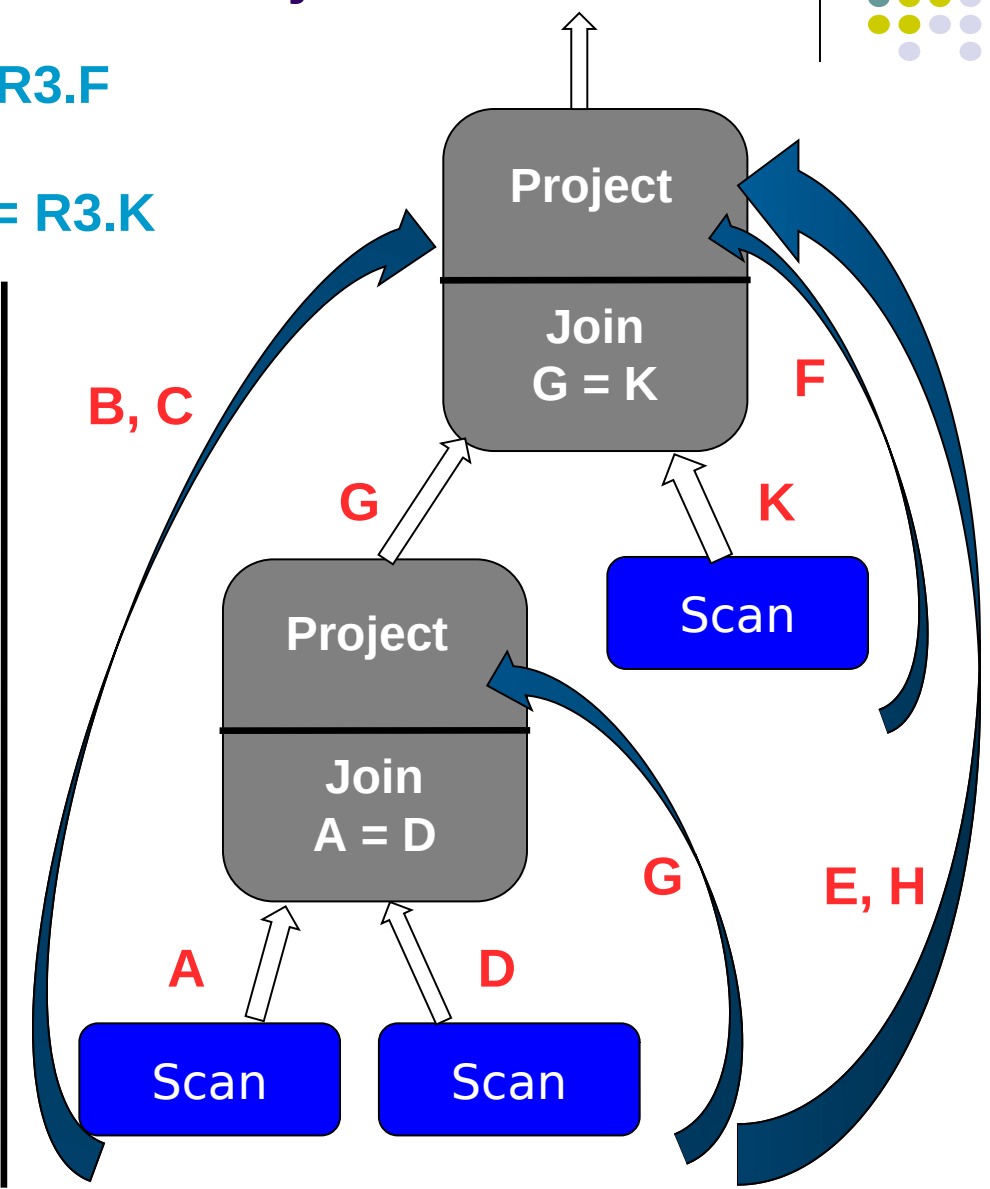 R3.F
= R3.K
Project
Join
G = K
F
B, C
G
K
Scan
Project
Join
A = D
G
E, H
A
D
Scan
Scan